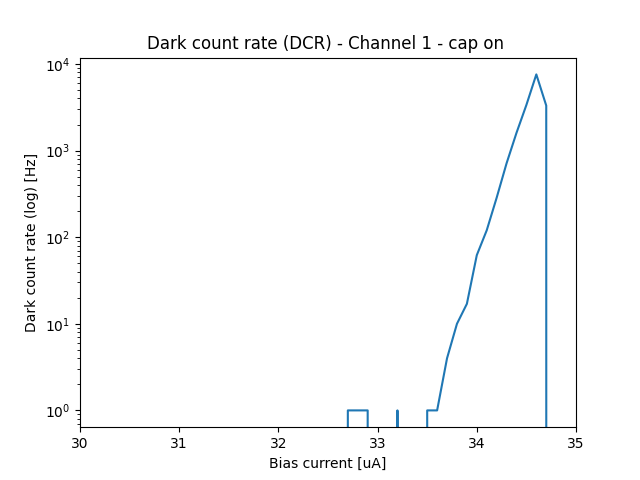 Dark count rate (DCR) - Channel 1 - cap on
Dark count rate (log) [Hz]
10⁴
10³
10²
10¹
10⁰
30 31 32 33 34 35
Bias current [uA]